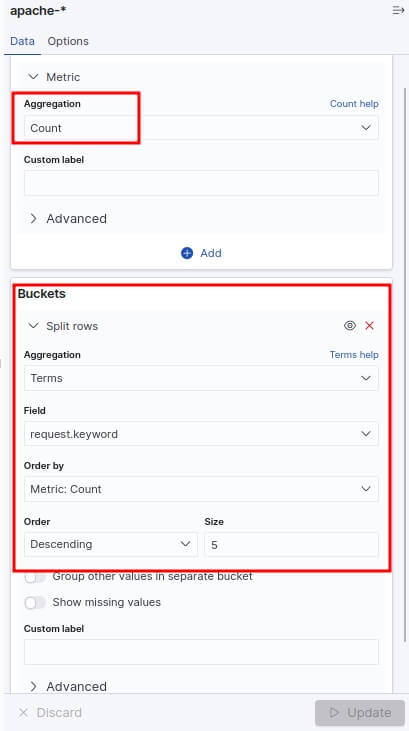 apache-*
Data Options
Metric
Aggregation Count help
Count
Custom label
Advanced
Add
Buckets
Split rows
Aggregation Terms help
Terms
Field
request.keyword
Order by
Metric: Count
Order Size
Descending 5
Group other values in separate bucket
Show missing values
Custom label
Advanced
Discard Update